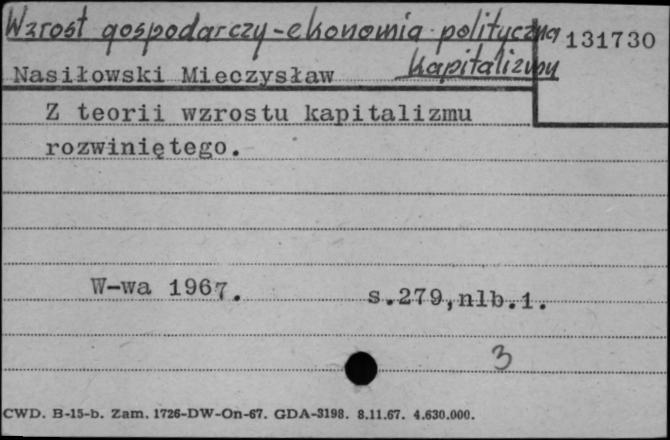 Wzrost gospodarczy - ekonomia polityczna
kapitalizmu
131730
Nasiłowski Mieczysław
Z teorii wzrostu kapitalizmu
rozwiniętego.
W-wa 1967.
s.279,nlb.1.
3
CWD. B-15-b. Zam. 1726-DW-On-67. GDA-3198. 8.11.67. 4.630.000.